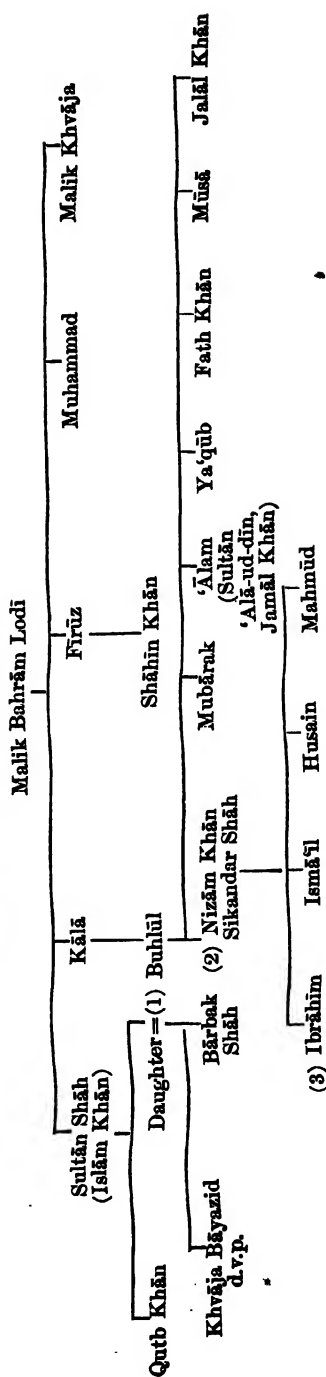 Malik Bahrām Lodī
Sultān Shāh
(Islām Khān)
Kālā
Fīrūz
Muhammad
Malik Khvāja
Qutb Khān
Daughter=(1) Buhlūl
Shāhīn Khān
Khvāja Bāyazid
d.v.p.
Bārbak
Shāh
(2) Nizām Khān
Sikandar Shāh
Mubārak
‘Ālam
(Sultān
‘Alā-ud-dīn,
Jamāl Khān)
Ya‘qūb
Fath Khān
Mūsā
Jalāl Khān
(3) Ibrāhīm
Ismā‘īl
Husain
Mahmūd